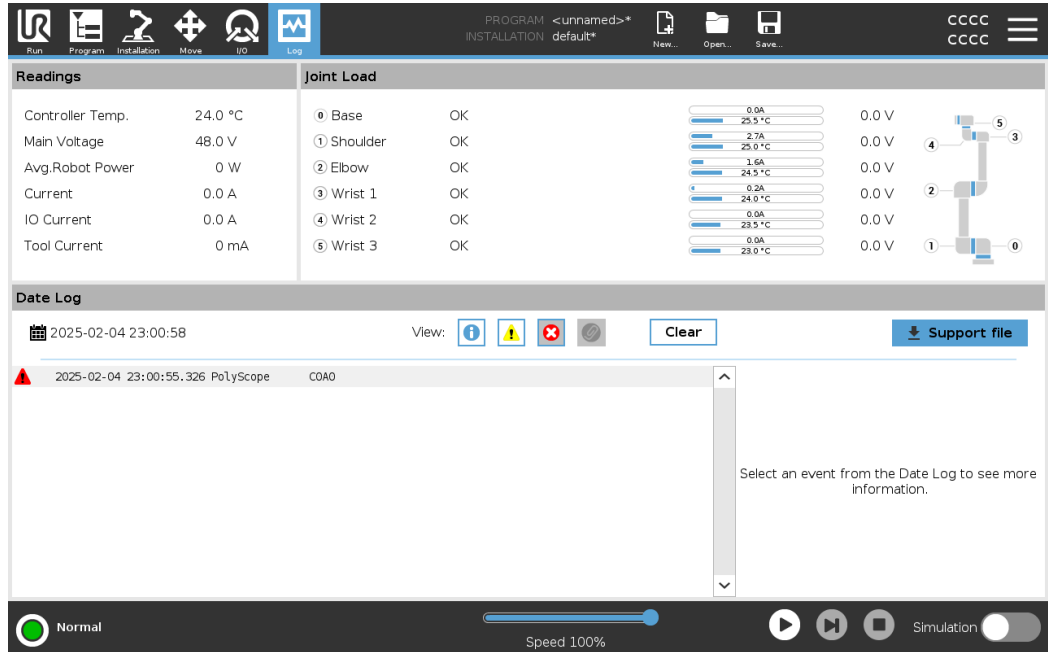 UR
PROGRAM <unnamed>*
INSTALLATION default*
Run Program Installation Move I/O Log
New... Open... Save...
CCCC
CCCC
Readings
Controller Temp. 24.0 °C
Main Voltage 48.0 V
Avg.Robot Power 0 W
Current 0.0 A
IO Current 0.0 A
Tool Current 0 mA
Joint Load
0 Base OK 0.0A 25.5 °C 0.0 V
1 Shoulder OK 2.7A 25.0 °C 0.0 V
2 Elbow OK 1.6A 24.5 °C 0.0 V
3 Wrist 1 OK 0.2A 24.0 °C 0.0 V
4 Wrist 2 OK 0.0A 23.5 °C 0.0 V
5 Wrist 3 OK 0.0A 23.0 °C 0.0 V
5
3
4
2
1 0
Date Log
2025-02-04 23:00:58 View: Clear Support file
2025-02-04 23:00:55.326 PolyScope C0A0
Select an event from the Date Log to see more
information.
Normal
Speed 100%
Simulation